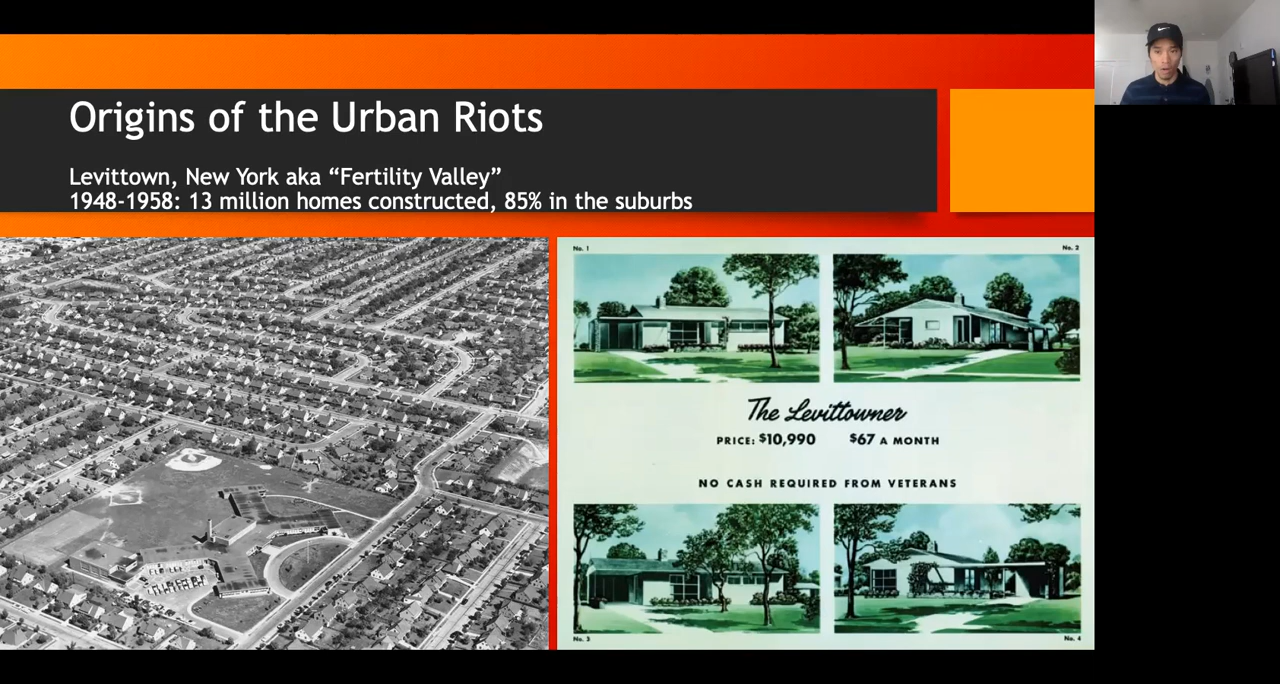 Origins of the Urban Riots
Levittown, New York aka “Fertility Valley”
1948-1958: 13 million homes constructed, 85% in the suburbs
No. 1
No. 2
The Levittowner
PRICE: $10,990 $67 A MONTH
NO CASH REQUIRED FROM VETERANS
No. 3
No. 4